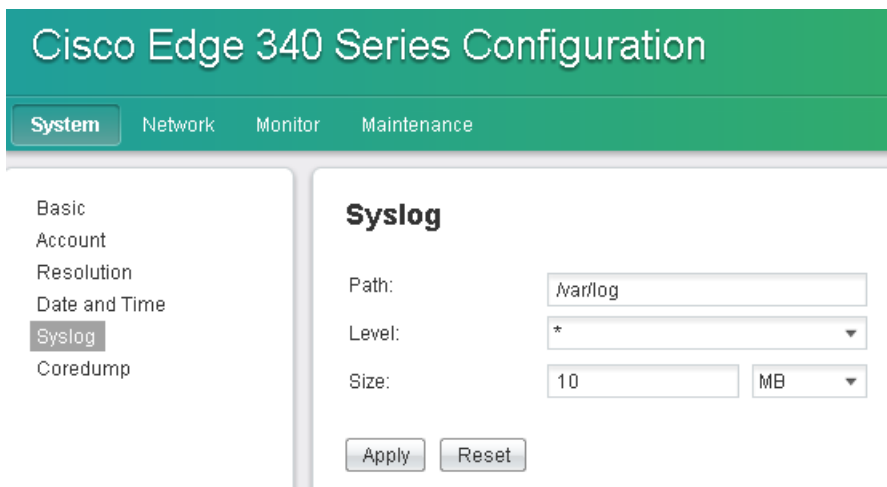 Cisco Edge 340 Series Configuration
System Network Monitor Maintenance
Basic
Account
Resolution
Date and Time
Syslog
Coredump
Syslog
Path: /var/log
Level: *
Size: 10 MB
Apply Reset